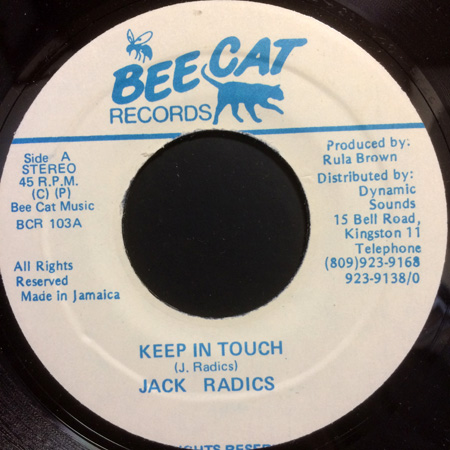 BEE CAT
RECORDS
Side A
STEREO
45 R.P.M.
(C) (P)
Bee Cat Music
BCR 103A
All Rights
Reserved
Made in Jamaica
Produced by:
Rula Brown
Distributed by:
Dynamic
Sounds
15 Bell Road,
Kingston 11
Telephone
(809)923-9168
923-9138/0
KEEP IN TOUCH
(J. Radics)
JACK RADICS